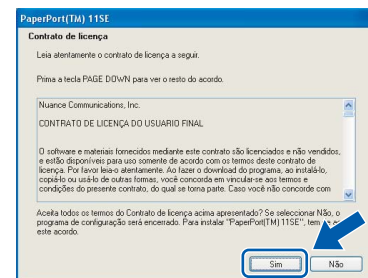 PaperPort(TM) 11SE
Contrato de licença
Leia atentamente o contrato de licença a seguir.
Prima a tecla PAGE DOWN para ver o resto do acordo.
Nuance Communications, Inc.
CONTRATO DE LICENÇA DO USUARIO FINAL
O software e materiais fornecidos mediante este contrato são licenciados e não vendidos,
e estão disponíveis para uso somente de acordo com os termos deste contrato de
licença. Por favor leia-o atentamente. Ao fazer o download do programa, ao instalá-lo,
copiá-lo ou usá-lo de outras formas, você concorda em vincular-se aos termos e
condições do presente contrato, do qual se torna parte. Caso você não concorde com
Aceita todos os termos do Contrato de licença acima apresentado? Se seleccionar Não, o
programa de configuração será encerrado. Para instalar "PaperPort(TM) 11SE", tem
este acordo.
Sim
Não